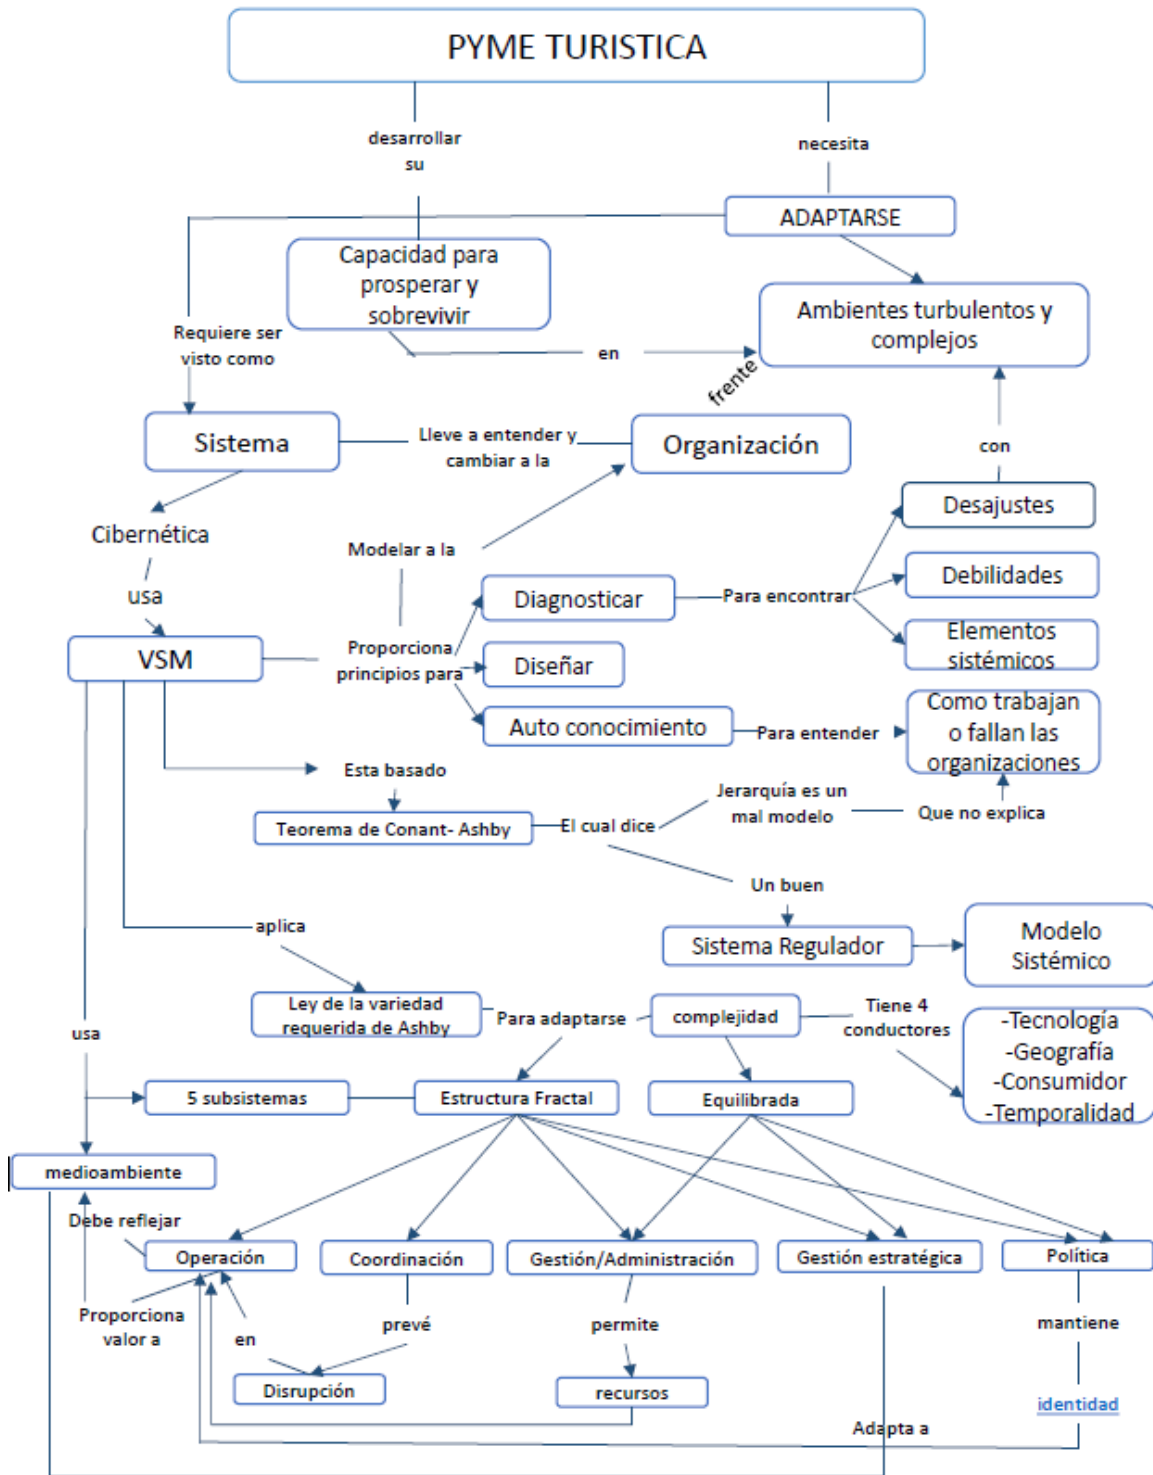 PYME TURISTICA
desarrollar
su
necesita
ADAPTARSE
Capacidad para
prosperar y
sobrevivir
Ambientes turbulentos y
complejos
Requiere ser
visto como
en
frente
Sistema
Lleve a entender y
cambiar a la
Organización
con
Desajustes
Cibernética
Modelar a la
usa
Diagnosticar
Para encontrar
Debilidades
Elementos
sistémicos
VSM
Proporciona
principios para
Diseñar
Auto conocimiento
Para entender
Como trabajan
o fallan las
organizaciones
Esta basado
Jerarquía es un
mal modelo
Que no explica
Teorema de Conant- Ashby
El cual dice
Un buen
aplica
Sistema Regulador
Modelo
Sistémico
Ley de la variedad
requerida de Ashby
Para adaptarse
complejidad
Tiene 4
conductores
-Tecnología
-Geografía
-Consumidor
-Temporalidad
usa
5 subsistemas
Estructura Fractal
Equilibrada
medioambiente
Debe reflejar
Operación
Coordinación
Gestión/Administración
Gestión estratégica
Política
Proporciona
valor a
en
prevé
permite
mantiene
Disrupción
recursos
identidad
Adapta a